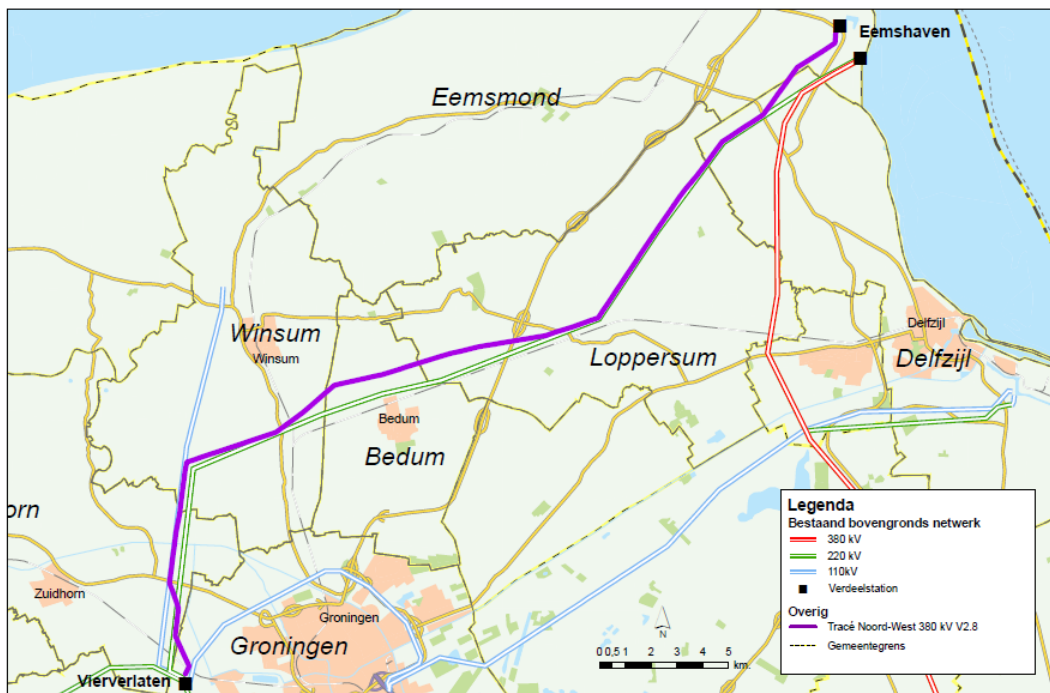 Eemshaven
Eemsmond
Winsum
Winsum
Delfzijl
Loppersum
Delfzijl
Bedum
Bedum
orn
Zuidhorn
Groningen
Groningen
Vierverlaten
N
0 0,5 1 2 3 4 5
km.
Legenda
Bestaand bovengronds netwerk
380 kV
220 kV
110kV
Verdeelstation
Overig
Tracé Noord-West 380 kV V2.8
Gemeentegrens